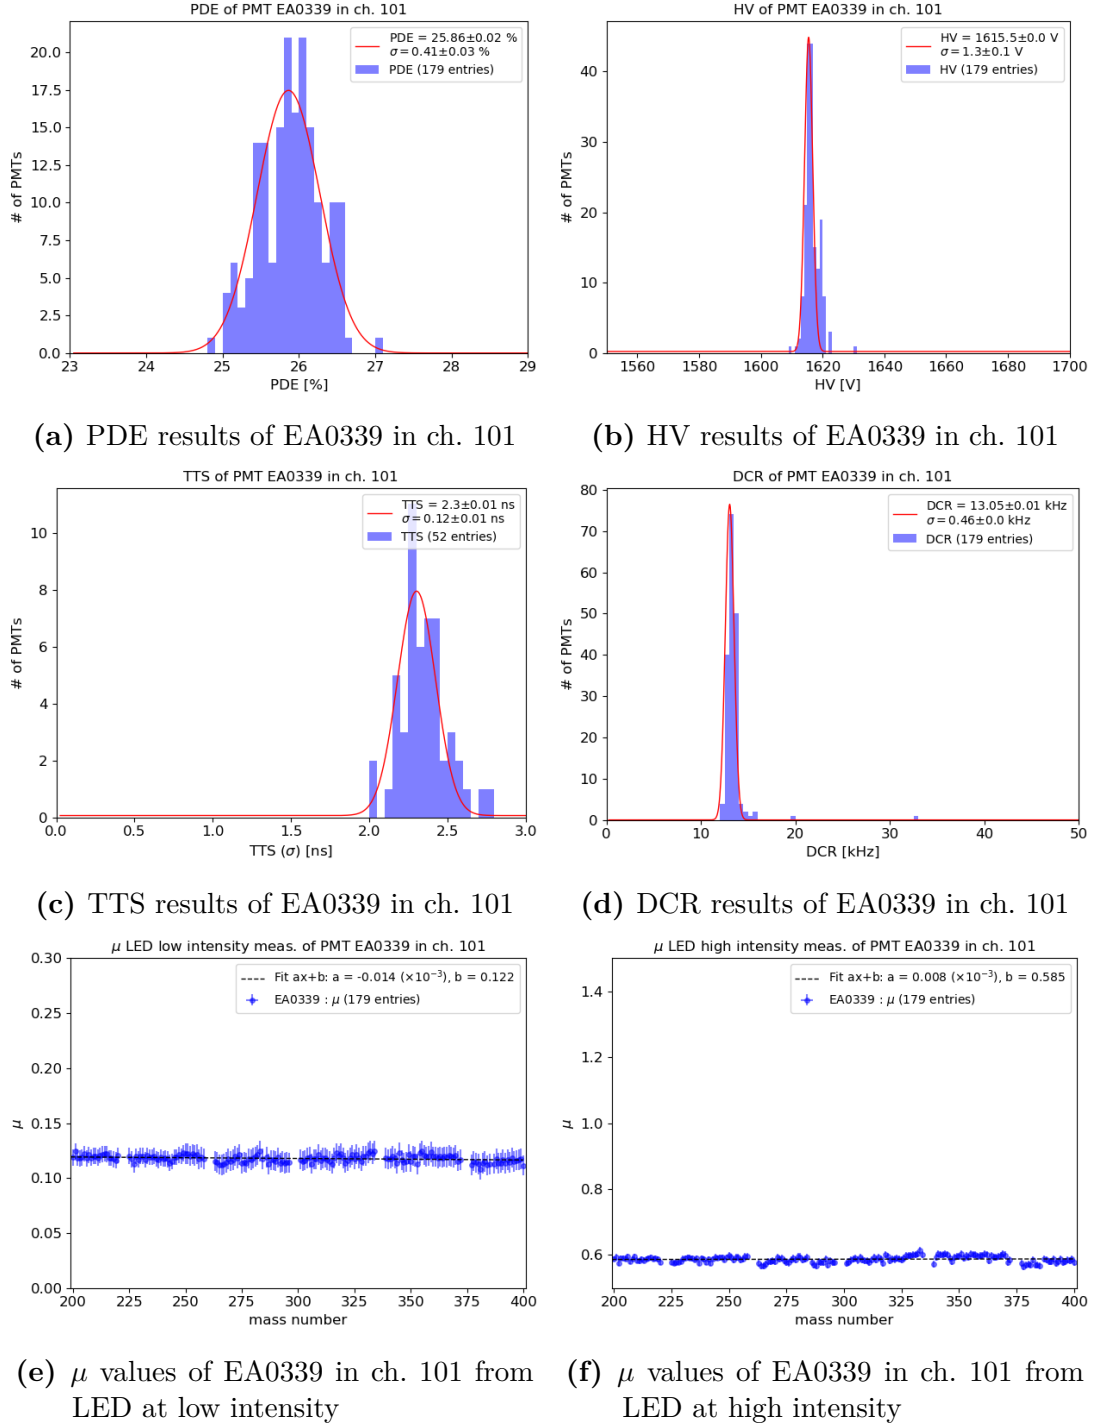 PDE of PMT EA0339 in ch. 101
PDE = 25.86±0.02 %
σ=0.41±0.03 %
PDE (179 entries)
# of PMTs
20.0
17.5
15.0
12.5
10.0
7.5
5.0
2.5
0.0
23 24 25 26 27 28 29
PDE [%]
HV of PMT EA0339 in ch. 101
HV = 1615.5±0.0 V
σ=1.3±0.1 V
HV (179 entries)
# of PMTs
40
30
20
10
0
1560 1580 1600 1620 1640 1660 1680 1700
HV [V]
(a) PDE results of EA0339 in ch. 101
(b) HV results of EA0339 in ch. 101
TTS of PMT EA0339 in ch. 101
TTS = 2.3±0.01 ns
σ=0.12±0.01 ns
TTS (52 entries)
# of PMTs
10
8
6
4
2
0
0.0 0.5 1.0 1.5 2.0 2.5 3.0
TTS (σ) [ns]
DCR of PMT EA0339 in ch. 101
DCR = 13.05±0.01 kHz
σ=0.46±0.0 kHz
DCR (179 entries)
# of PMTs
80
70
60
50
40
30
20
10
0
0 10 20 30 40 50
DCR [kHz]
(c) TTS results of EA0339 in ch. 101
(d) DCR results of EA0339 in ch. 101
μ LED low intensity meas. of PMT EA0339 in ch. 101
Fit ax+b: a = -0.014 (×10⁻³), b = 0.122
EA0339 : μ (179 entries)
μ
0.30
0.25
0.20
0.15
0.10
0.05
0.00
200 225 250 275 300 325 350 375 400
mass number
μ LED high intensity meas. of PMT EA0339 in ch. 101
Fit ax+b: a = 0.008 (×10⁻³), b = 0.585
EA0339 : μ (179 entries)
μ
1.4
1.2
1.0
0.8
0.6
200 225 250 275 300 325 350 375 400
mass number
(e) μ values of EA0339 in ch. 101 from
LED at low intensity
(f) μ values of EA0339 in ch. 101 from
LED at high intensity